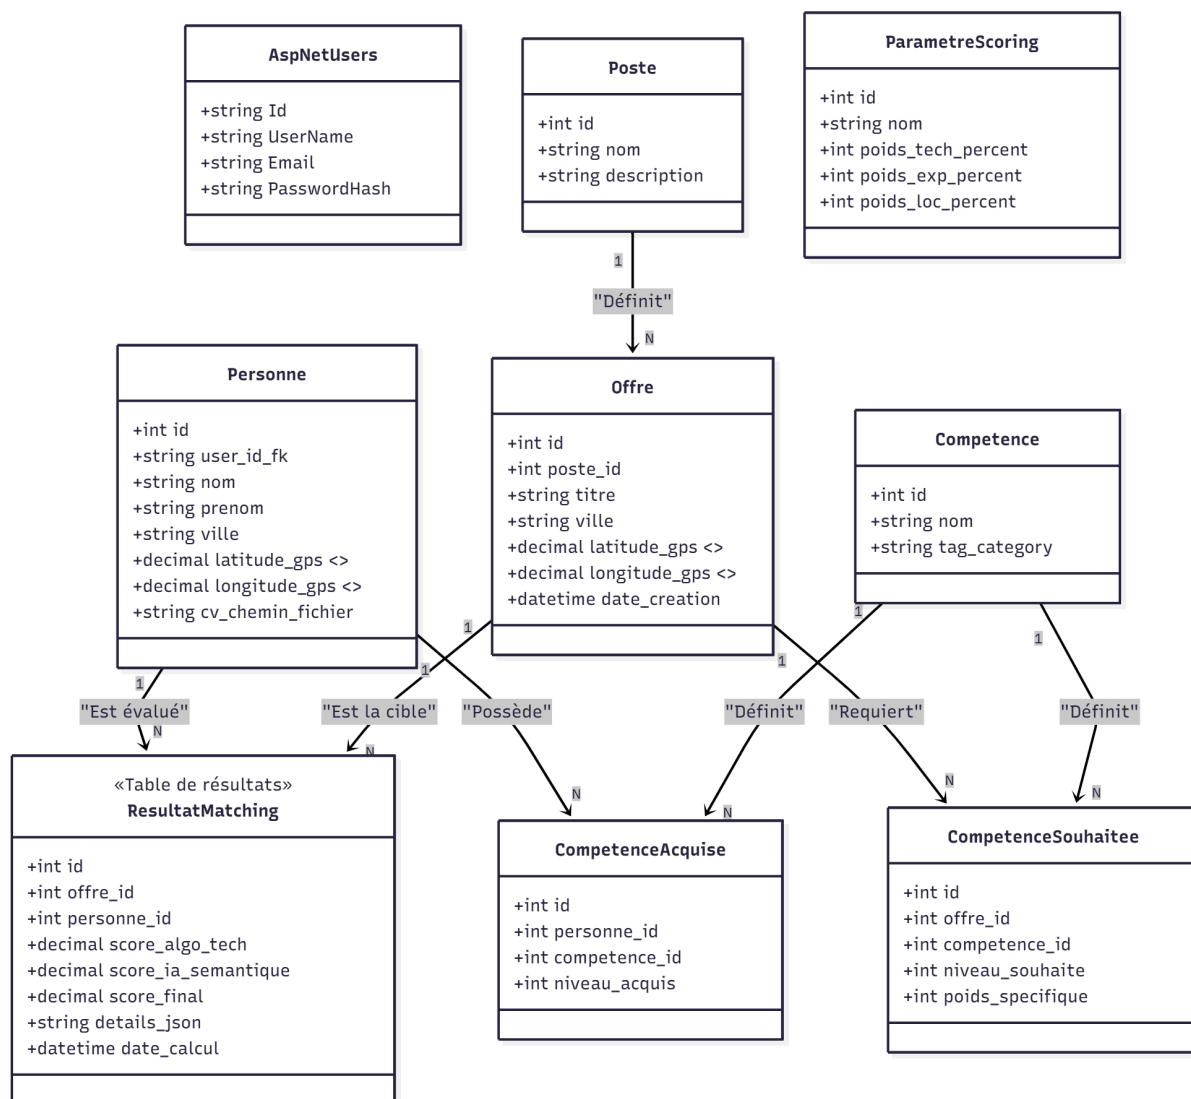 AspNetUsers
+string Id
+string UserName
+string Email
+string PasswordHash
Poste
+int id
+string nom
+string description
ParametreScoring
+int id
+string nom
+int poids_tech_percent
+int poids_exp_percent
+int poids_loc_percent
1
"Définit"
N
Personne
+int id
+string user_id_fk
+string nom
+string prenom
+string ville
+decimal latitude_gps <>
+decimal longitude_gps <>
+string cv_chemin_fichier
Offre
+int id
+int poste_id
+string titre
+string ville
+decimal latitude_gps <>
+decimal longitude_gps <>
+datetime date_creation
Competence
+int id
+string nom
+string tag_category
1
"Est évalué"
N
1
"Est la cible"
N
1
"Possède"
N
1
"Définit"
N
1
"Requiert"
N
1
"Définit"
N
«Table de résultats»
ResultatMatching
+int id
+int offre_id
+int personne_id
+decimal score_algo_tech
+decimal score_ia_semantique
+decimal score_final
+string details_json
+datetime date_calcul
CompetenceAcquise
+int id
+int personne_id
+int competence_id
+int niveau_acquis
CompetenceSouhaitee
+int id
+int offre_id
+int competence_id
+int niveau_souhaite
+int poids_specifique